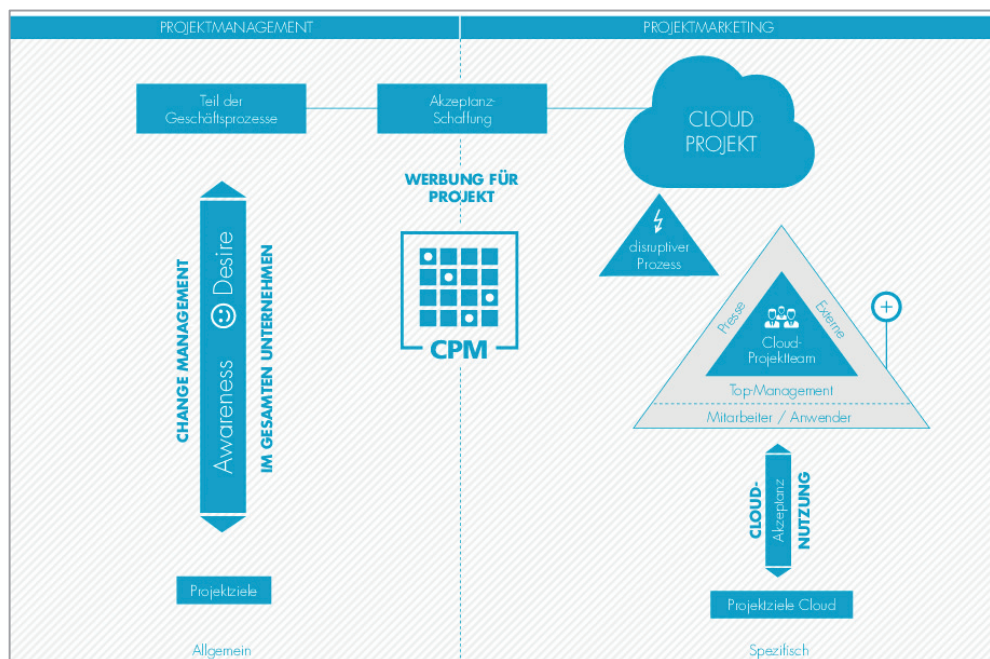 PROJEKTMANAGEMENT
PROJEKTMARKETING
Teil der
Geschäftsprozesse
Akzeptanz-
Schaffung
CLOUD
PROJEKT
WERBUNG FÜR
PROJEKT
CPM
disruptiver
Prozess
CHANGE MANAGEMENT
Awareness
Desire
IM GESAMTEN UNTERNEHMEN
Presse
Externe
Cloud-
Projektteam
Top-Management
Mitarbeiter / Anwender
CLOUD-
Akzeptanz
NUTZUNG
Projektziele
Projektziele Cloud
Allgemein
Spezifisch